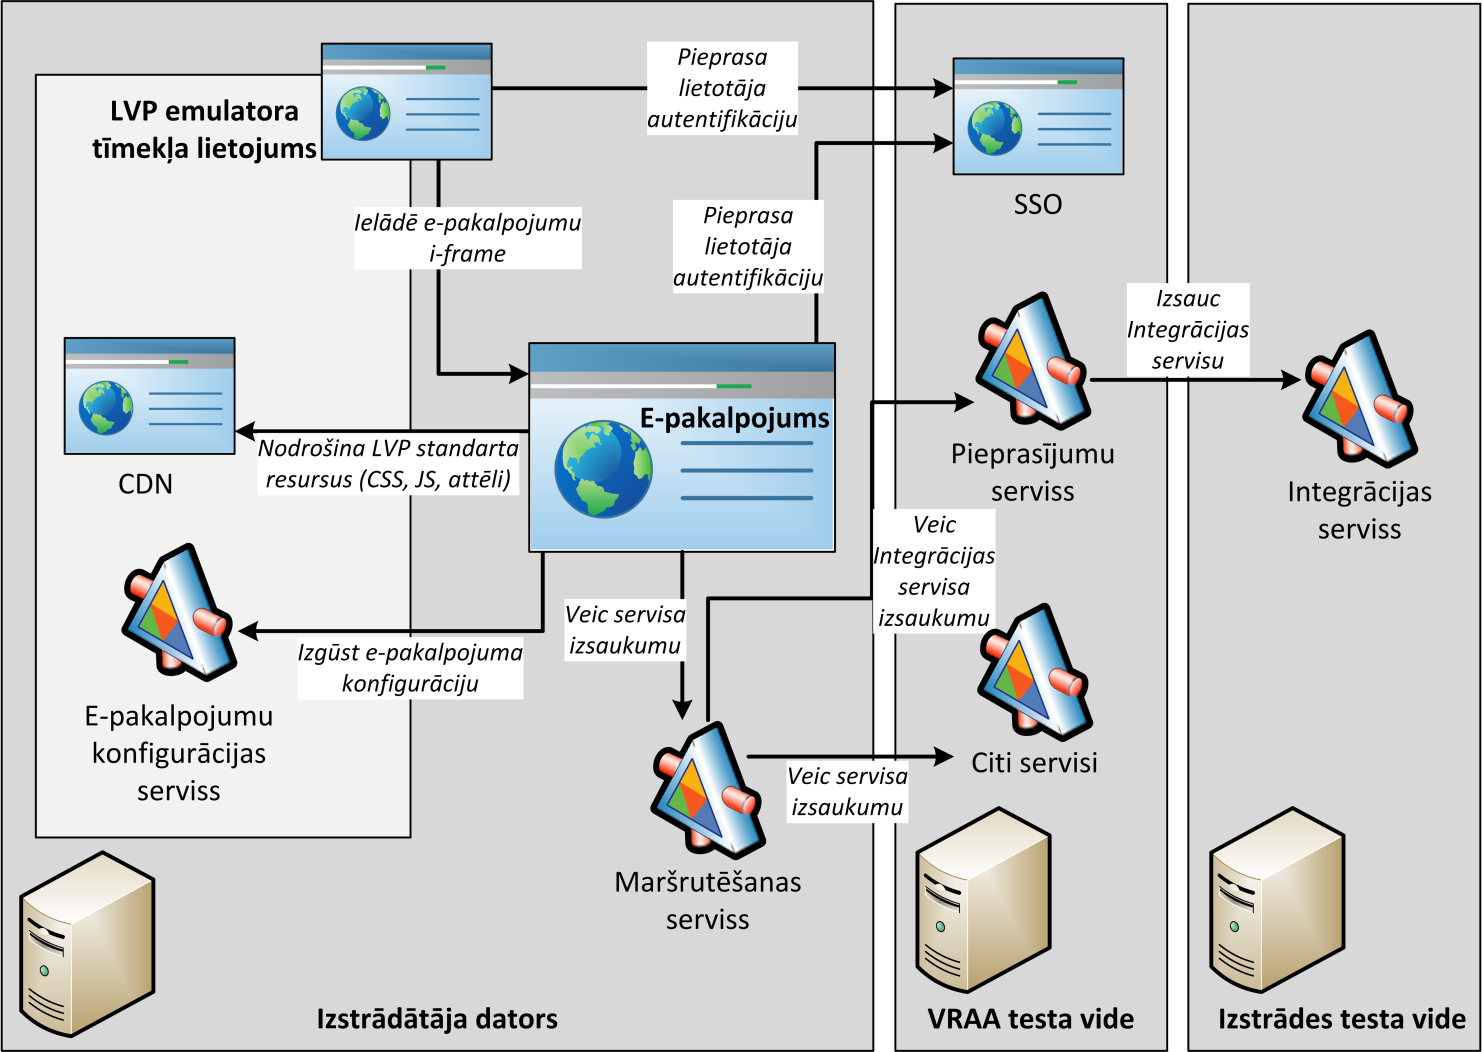 LVP emulatora
tīmekļa lietojums
Pieprasa
lietotāja
autentifikāciju
SSO
Ielādē e-pakalpojumu
i-frame
Pieprasa
lietotāja
autentifikāciju
Izsauc
Integrācijas
servisu
E-pakalpojums
CDN
Nodrošina LVP standarta
resursus (CSS, JS, attēli)
Pieprasījumu
serviss
Integrācijas
serviss
Veic
Integrācijas
servisa
izsaukumu
Veic servisa
izsaukumu
Izgūst e-pakalpojuma
konfigurāciju
E-pakalpojumu
konfigurācijas
serviss
Citi servisi
Veic servisa
izsaukumu
Maršrutēšanas
serviss
Izstrādātāja dators
VRAA testa vide
Izstrādes testa vide